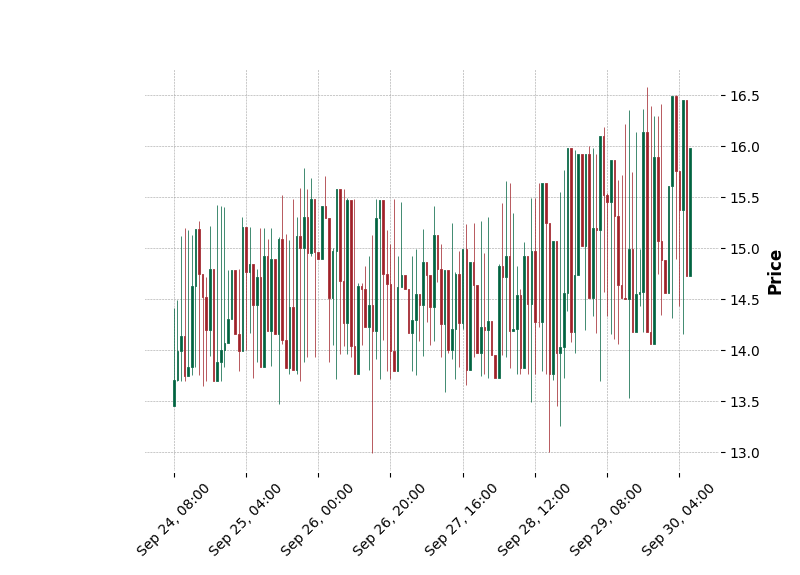 16.5
16.0
15.5
15.0
14.5
14.0
13.5
13.0
Price
Sep 24, 08:00
Sep 25, 04:00
Sep 26, 00:00
Sep 26, 20:00
Sep 27, 16:00
Sep 28, 12:00
Sep 29, 08:00
Sep 30, 04:00